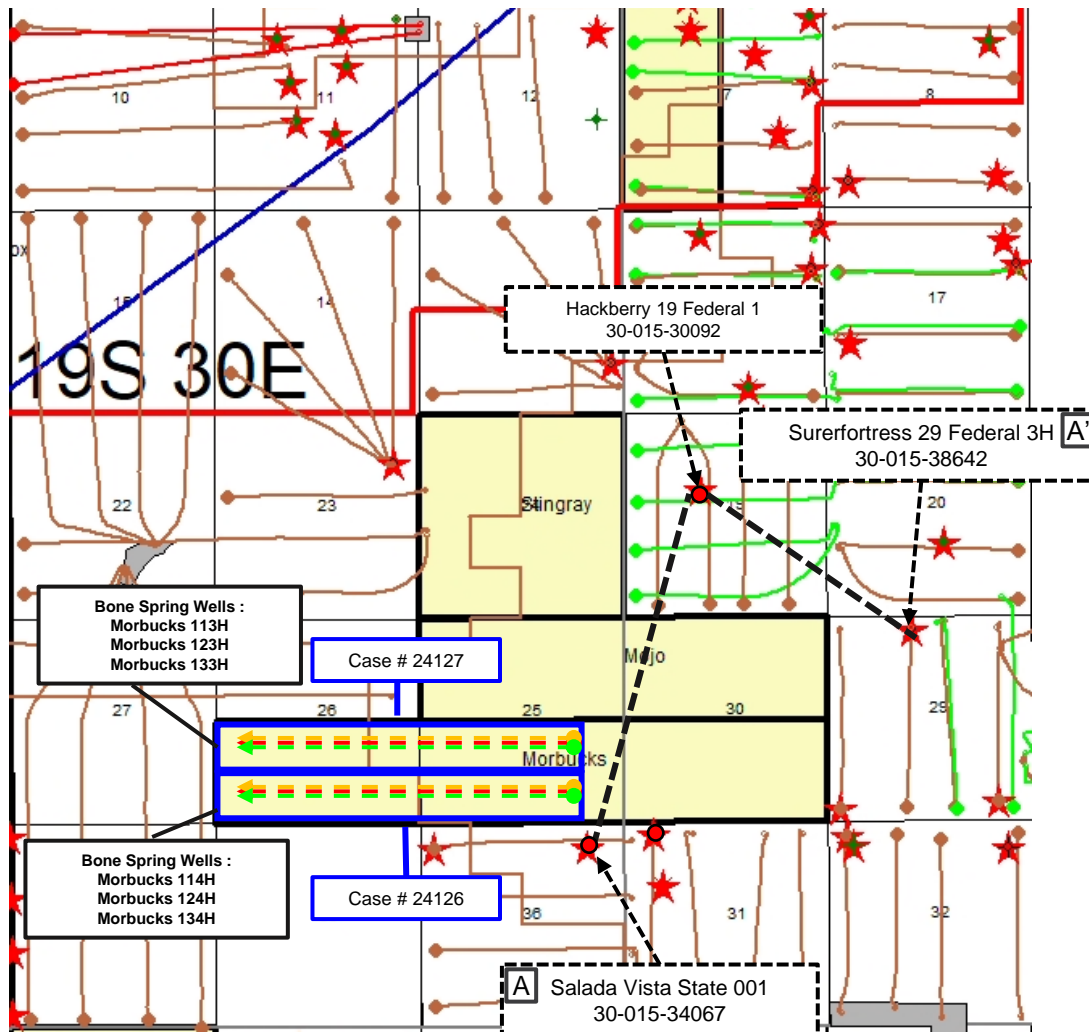 10
11
12
7
8
ox
15
14
17
19S 30E
Hackberry 19 Federal 1
30-015-30092
Surerfortress 29 Federal 3H
30-015-38642
A'
22
23
24
Stingray
19
20
Bone Spring Wells :
Morbucks 113H
Morbucks 123H
Morbucks 133H
Case # 24127
Mojo
27
26
25
30
29
Morbucks
Bone Spring Wells :
Morbucks 114H
Morbucks 124H
Morbucks 134H
Case # 24126
36
31
32
A
Salada Vista State 001
30-015-34067